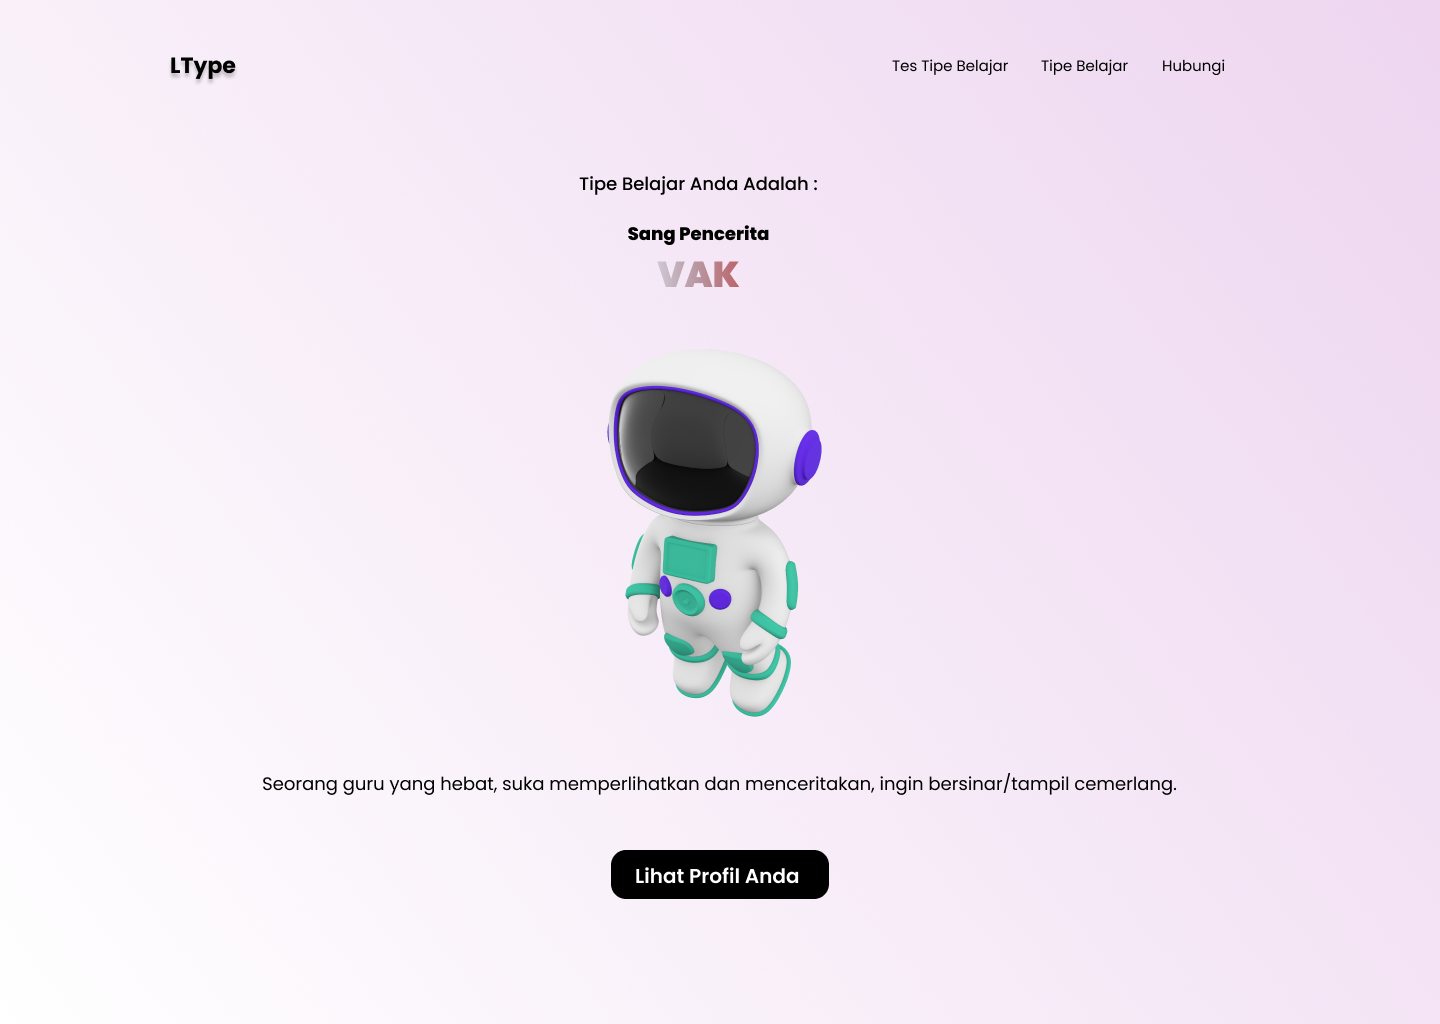 LType
Tes Tipe Belajar
Tipe Belajar
Hubungi
Tipe Belajar Anda Adalah :
Sang Pencerita
VAK
Seorang guru yang hebat, suka memperlihatkan dan menceritakan, ingin bersinar/tampil cemerlang.
Lihat Profil Anda